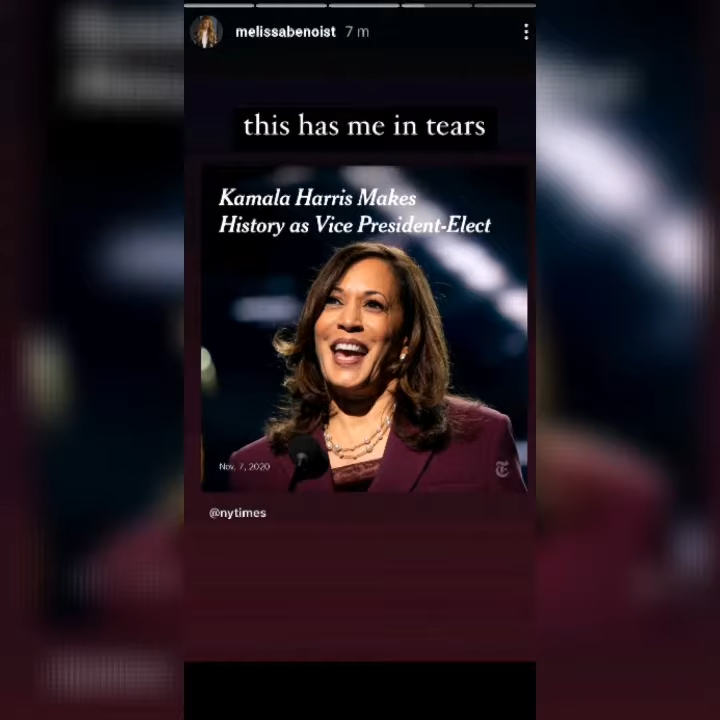 melissabenoist 7 m
this has me in tears
Kamala Harris Makes
History as Vice President-Elect
Nov. 7, 2020
@nytimes